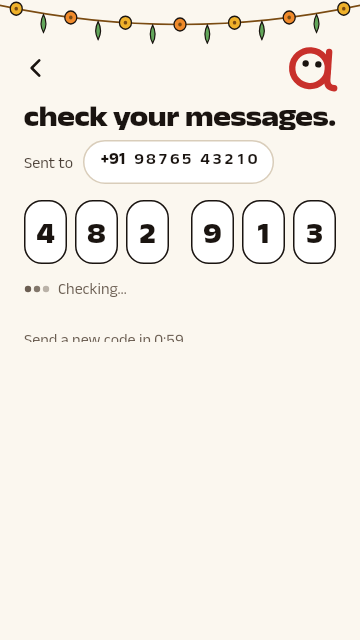 check your messages.
Sent to +91 98765 43210
4 8 2 9 1 3
Checking...
Send a new code in 0:59